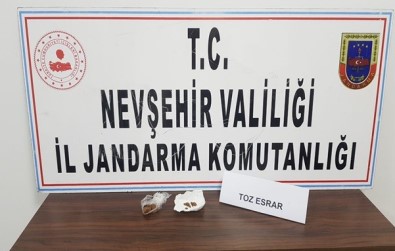 T.C.
NEVŞEHİR VALİLİĞİ
İL JANDARMA KOMUTANLIĞI
TOZ ESRAR